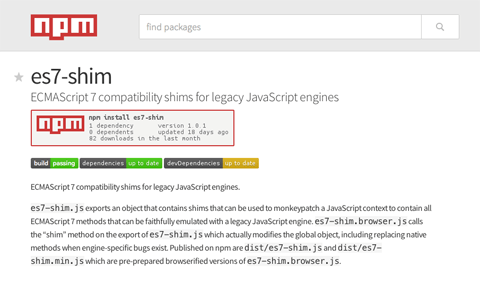 npm
find packages
es7-shim
ECMAScript 7 compatibility shims for legacy JavaScript engines
npm npm install es7-shim
1 dependency version 1.0.1
0 dependents updated 18 days ago
82 downloads in the last month
build passing dependencies up to date devDependencies up to date
ECMAScript 7 compatibility shims for legacy JavaScript engines.
es7-shim.js exports an object that contains shims that can be used to monkeypatch a JavaScript context to contain all
ECMAScript 7 methods that can be faithfully emulated with a legacy JavaScript engine. es7-shim.browser.js calls
the “shim” method on the export of es7-shim.js which actually modifies the global object, including replacing native
methods when engine-specific bugs exist. Published on npm are dist/es7-shim.js and dist/es7-
shim.min.js which are pre-prepared browserified versions of es7-shim.browser.js.